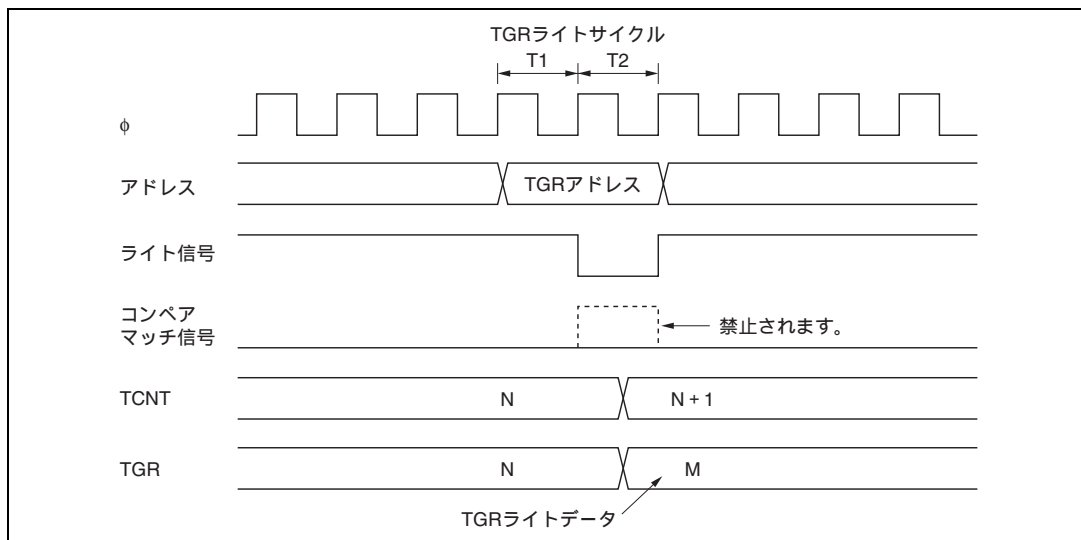 TGRライトサイクル
T1 T2
φ
アドレス TGRアドレス
ライト信号
コンペア
マッチ信号 禁止されます。
TCNT N N + 1
TGR N M
TGRライトデータ